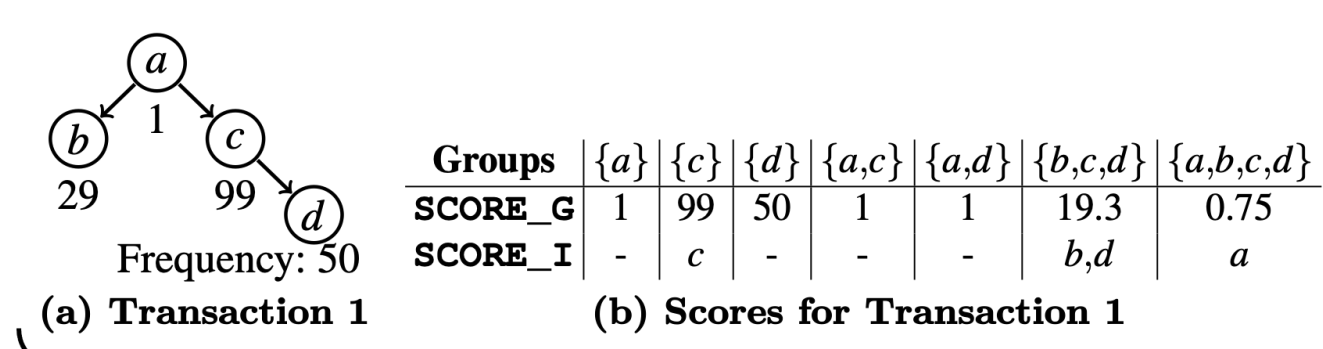 a
b 1 c
29 99
d
Frequency: 50
(a) Transaction 1
Groups {a} {c} {d} {a,c} {a,d} {b,c,d} {a,b,c,d}
SCORE_G 1 99 50 1 1 19.3 0.75
SCORE_I - c - - - b,d a
(b) Scores for Transaction 1